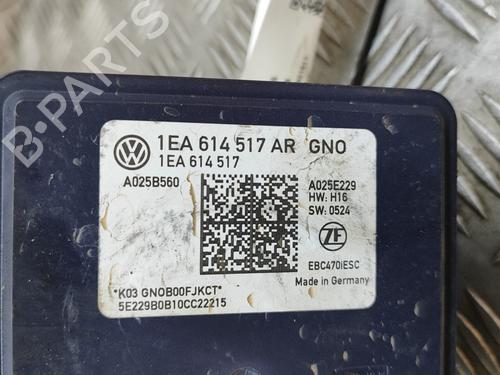 1EA 614 517 AR GNO
1EA 614 517
A025B560
A025E229
HW: H16
SW: 0524
ZF
EBC470iESC
Made in Germany
*K03 GNOB00FJKCT*
5E229B0B10CC22215
B-PARTS